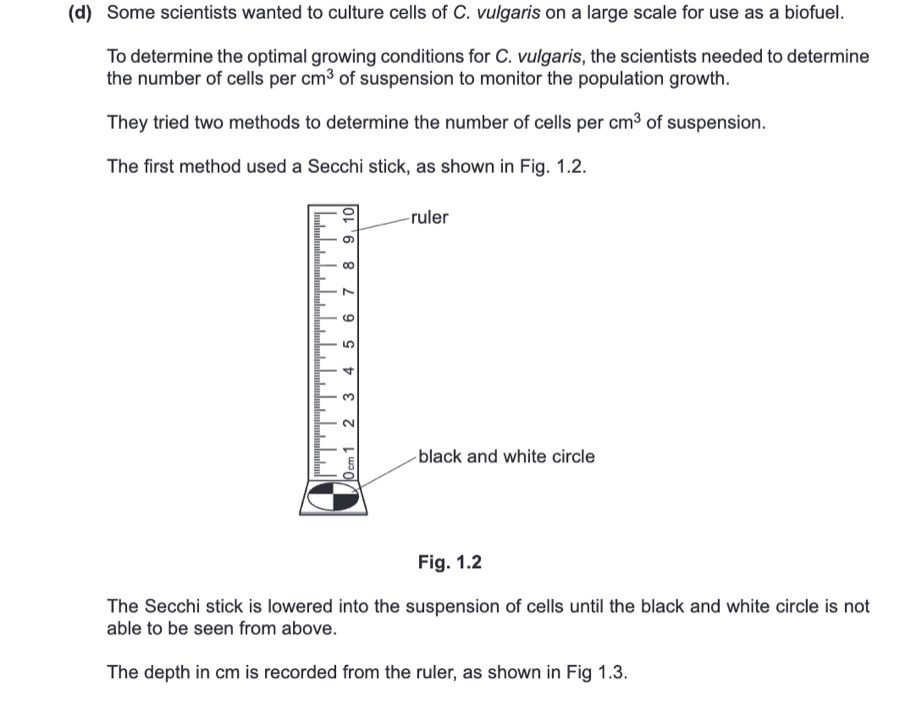 (d) Some scientists wanted to culture cells of C. vulgaris on a large scale for use as a biofuel.
To determine the optimal growing conditions for C. vulgaris, the scientists needed to determine
the number of cells per cm³ of suspension to monitor the population growth.
They tried two methods to determine the number of cells per cm³ of suspension.
The first method used a Secchi stick, as shown in Fig. 1.2.
0 cm 1 2 3 4 5 6 7 8 9 10
ruler
black and white circle
Fig. 1.2
The Secchi stick is lowered into the suspension of cells until the black and white circle is not
able to be seen from above.
The depth in cm is recorded from the ruler, as shown in Fig 1.3.